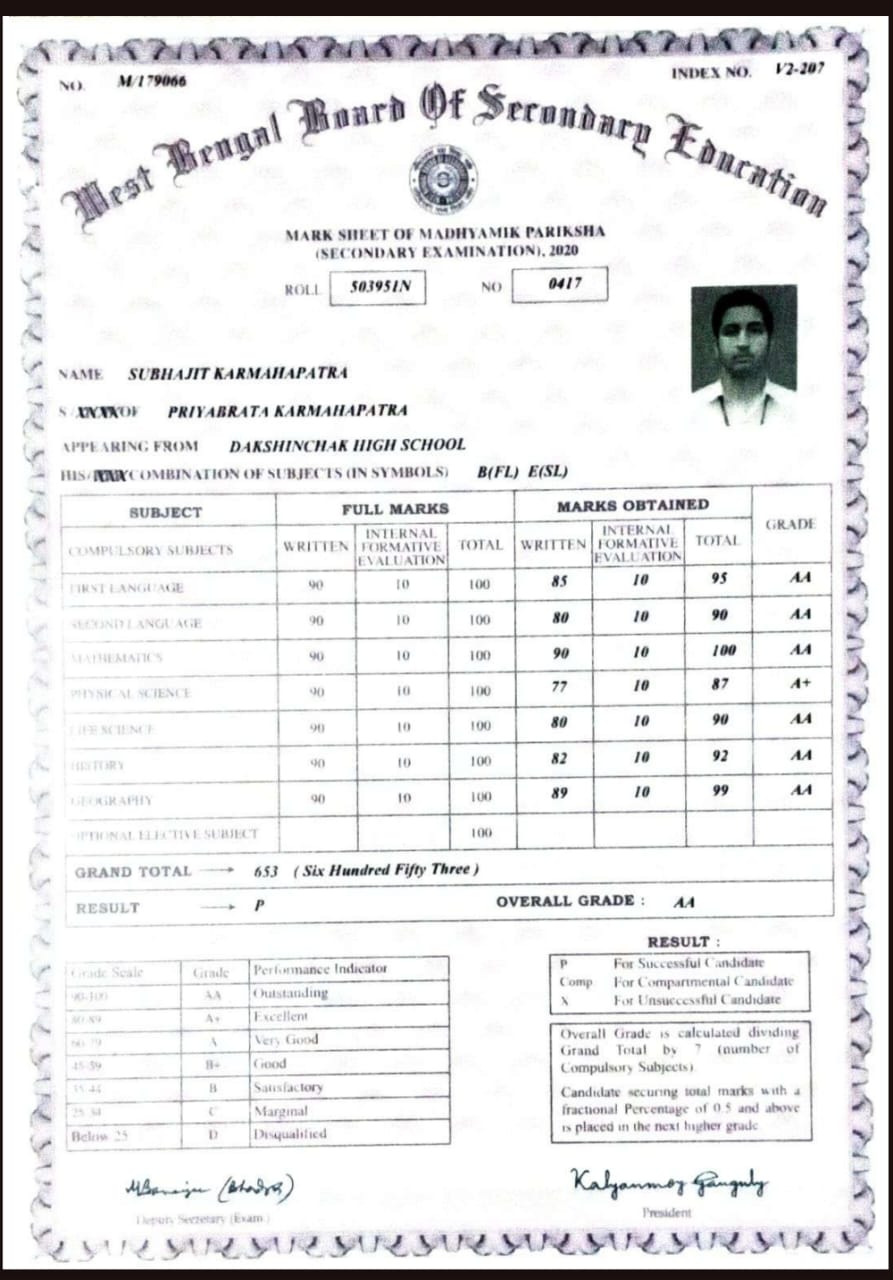 NO. M/179066 INDEX NO. V2-207
West Bengal Board Of Secondary Education
MARK SHEET OF MADHYAMIK PARIKSHA
(SECONDARY EXAMINATION), 2020
ROLL 503951N NO 0417
NAME SUBHAJIT KARMAHAPATRA
S/XXXX OF PRIYABRATA KARMAHAPATRA
APPEARING FROM DAKSHINCHAK HIGH SCHOOL
HIS/XXX COMBINATION OF SUBJECTS (IN SYMBOLS) B(FL) E(SL)
SUBJECT FULL MARKS MARKS OBTAINED GRADE
COMPULSORY SUBJECTS WRITTEN INTERNAL FORMATIVE EVALUATION TOTAL WRITTEN INTERNAL FORMATIVE EVALUATION TOTAL
FIRST LANGUAGE 90 10 100 85 10 95 AA
SECOND LANGUAGE 90 10 100 80 10 90 AA
MATHEMATICS 90 10 100 90 10 100 AA
PHYSICAL SCIENCE 90 10 100 77 10 87 A+
LIFE SCIENCE 90 10 100 80 10 90 AA
HISTORY 90 10 100 82 10 92 AA
GEOGRAPHY 90 10 100 89 10 99 AA
OPTIONAL ELECTIVE SUBJECT 100
GRAND TOTAL → 653 ( Six Hundred Fifty Three )
RESULT → P OVERALL GRADE : AA
Grade Scale Grade Performance Indicator
90-100 AA Outstanding
80-89 A+ Excellent
60-79 A Very Good
45-59 B+ Good
35-44 B Satisfactory
25-34 C Marginal
Below 25 D Disqualified
RESULT :
P For Successful Candidate
Comp For Compartmental Candidate
X For Unsuccessful Candidate
Overall Grade is calculated dividing
Grand Total by 7 (number of
Compulsory Subjects).
Candidate securing total marks with a
fractional Percentage of 0.5 and above
is placed in the next higher grade
Kalyanmoy Ganguly
Deputy Secretary (Exam.)
President